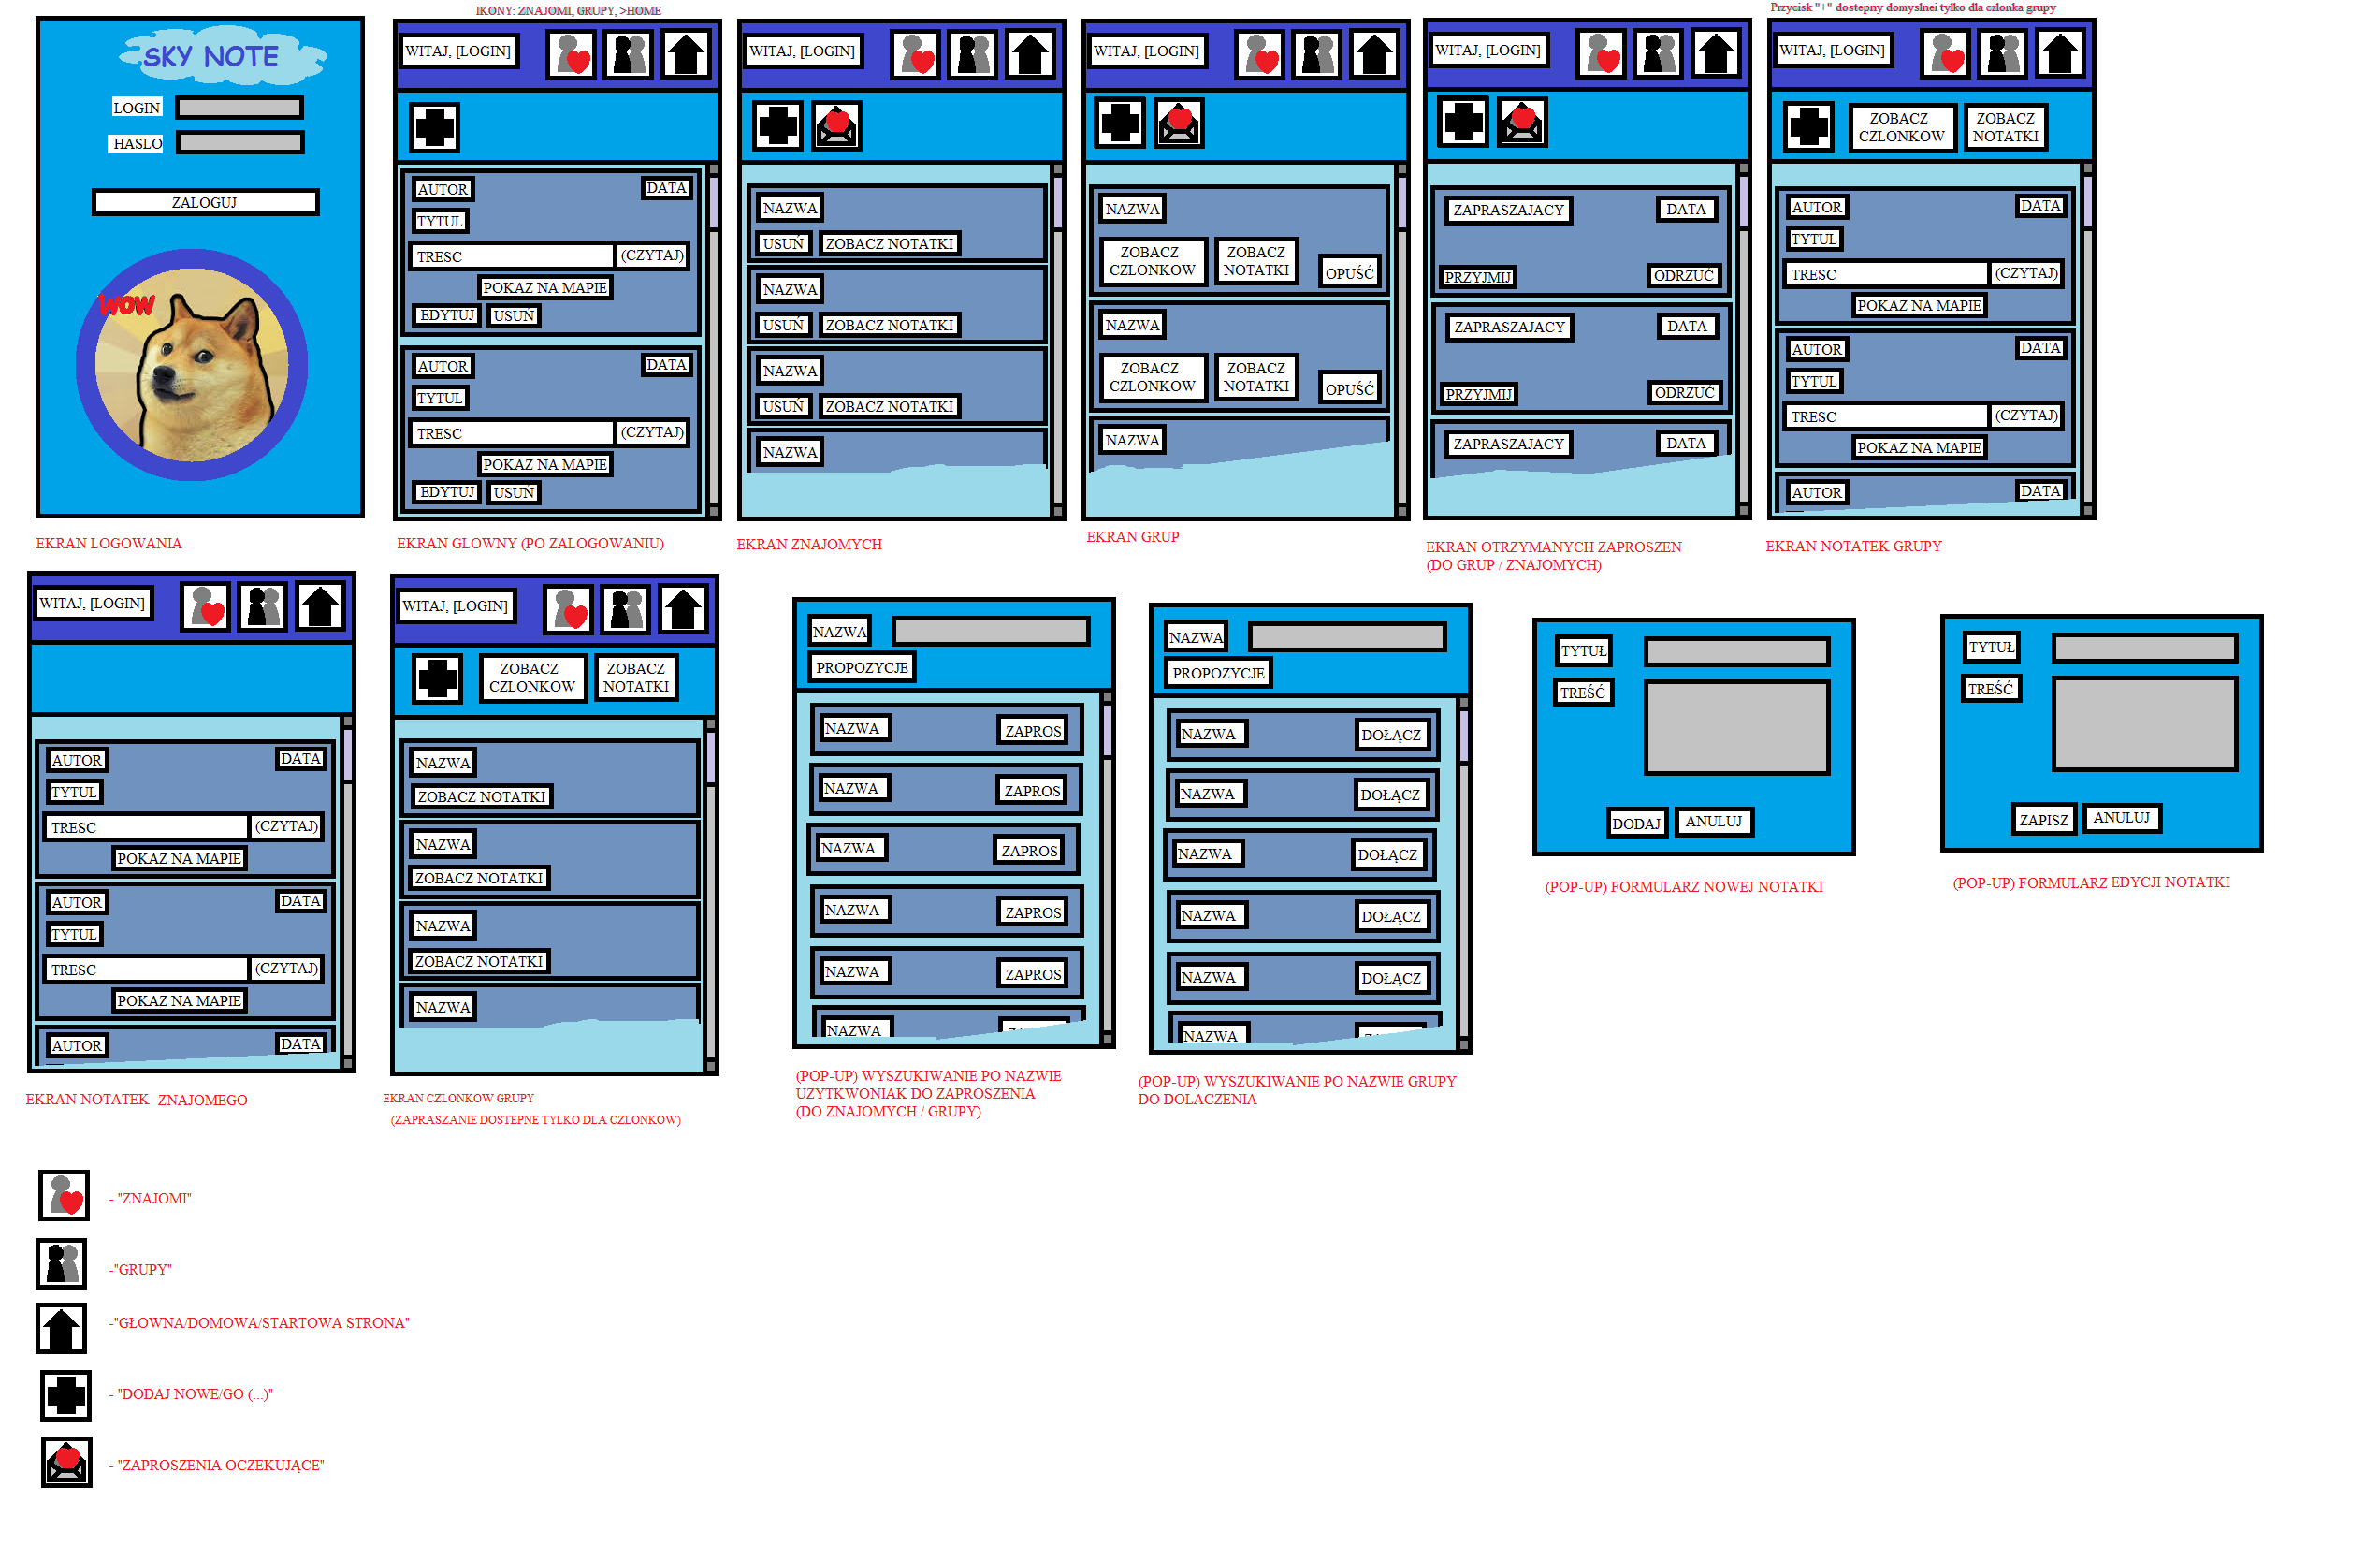 IKONY: ZNAJOMI, GRUPY, >HOME
Przycisk "+" dostepny domyslnei tylko dla czlonka grupy
SKY NOTE
LOGIN
HASLO
ZALOGUJ
WOW
EKRAN LOGOWANIA
WITAJ, [LOGIN]
AUTOR
DATA
TYTUL
TRESC
(CZYTAJ)
POKAZ NA MAPIE
EDYTUJ
USUN
AUTOR
DATA
TYTUL
TRESC
(CZYTAJ)
POKAZ NA MAPIE
EDYTUJ
USUN
EKRAN GLOWNY (PO ZALOGOWANIU)
WITAJ, [LOGIN]
NAZWA
USUŃ
ZOBACZ NOTATKI
NAZWA
USUŃ
ZOBACZ NOTATKI
NAZWA
USUŃ
ZOBACZ NOTATKI
NAZWA
EKRAN ZNAJOMYCH
WITAJ, [LOGIN]
NAZWA
ZOBACZ
CZLONKOW
ZOBACZ
NOTATKI
OPUŚĆ
NAZWA
ZOBACZ
CZLONKOW
ZOBACZ
NOTATKI
OPUŚĆ
NAZWA
EKRAN GRUP
WITAJ, [LOGIN]
ZAPRASZAJACY
DATA
PRZYJMIJ
ODRZUĆ
ZAPRASZAJACY
DATA
PRZYJMIJ
ODRZUĆ
ZAPRASZAJACY
DATA
EKRAN OTRZYMANYCH ZAPROSZEN
(DO GRUP / ZNAJOMYCH)
WITAJ, [LOGIN]
ZOBACZ
CZLONKOW
ZOBACZ
NOTATKI
AUTOR
DATA
TYTUL
TRESC
(CZYTAJ)
POKAZ NA MAPIE
AUTOR
DATA
TYTUL
TRESC
(CZYTAJ)
POKAZ NA MAPIE
AUTOR
DATA
EKRAN NOTATEK GRUPY
WITAJ, [LOGIN]
AUTOR
DATA
TYTUL
TRESC
(CZYTAJ)
POKAZ NA MAPIE
AUTOR
DATA
TYTUL
TRESC
(CZYTAJ)
POKAZ NA MAPIE
AUTOR
DATA
EKRAN NOTATEK ZNAJOMEGO
WITAJ, [LOGIN]
ZOBACZ
CZLONKOW
ZOBACZ
NOTATKI
NAZWA
ZOBACZ NOTATKI
NAZWA
ZOBACZ NOTATKI
NAZWA
ZOBACZ NOTATKI
NAZWA
EKRAN CZLONKOW GRUPY
(ZAPRASZANIE DOSTEPNE TYLKO DLA CZLONKOW)
NAZWA
PROPOZYCJE
NAZWA
ZAPROS
NAZWA
ZAPROS
NAZWA
ZAPROS
NAZWA
ZAPROS
NAZWA
ZAPROS
NAZWA
(POP-UP) WYSZUKIWANIE PO NAZWIE
UZYTKWONIAK DO ZAPROSZENIA
(DO ZNAJOMYCH / GRUPY)
NAZWA
PROPOZYCJE
NAZWA
DOŁĄCZ
NAZWA
DOŁĄCZ
NAZWA
DOŁĄCZ
NAZWA
DOŁĄCZ
NAZWA
DOŁĄCZ
NAZWA
(POP-UP) WYSZUKIWANIE PO NAZWIE GRUPY
DO DOLACZENIA
TYTUŁ
TREŚĆ
DODAJ
ANULUJ
(POP-UP) FORMULARZ NOWEJ NOTATKI
TYTUŁ
TREŚĆ
ZAPISZ
ANULUJ
(POP-UP) FORMULARZ EDYCJI NOTATKI
- "ZNAJOMI"
-"GRUPY"
-"GŁOWNA/DOMOWA/STARTOWA STRONA"
- "DODAJ NOWE/GO (...)"
- "ZAPROSZENIA OCZEKUJĄCE"